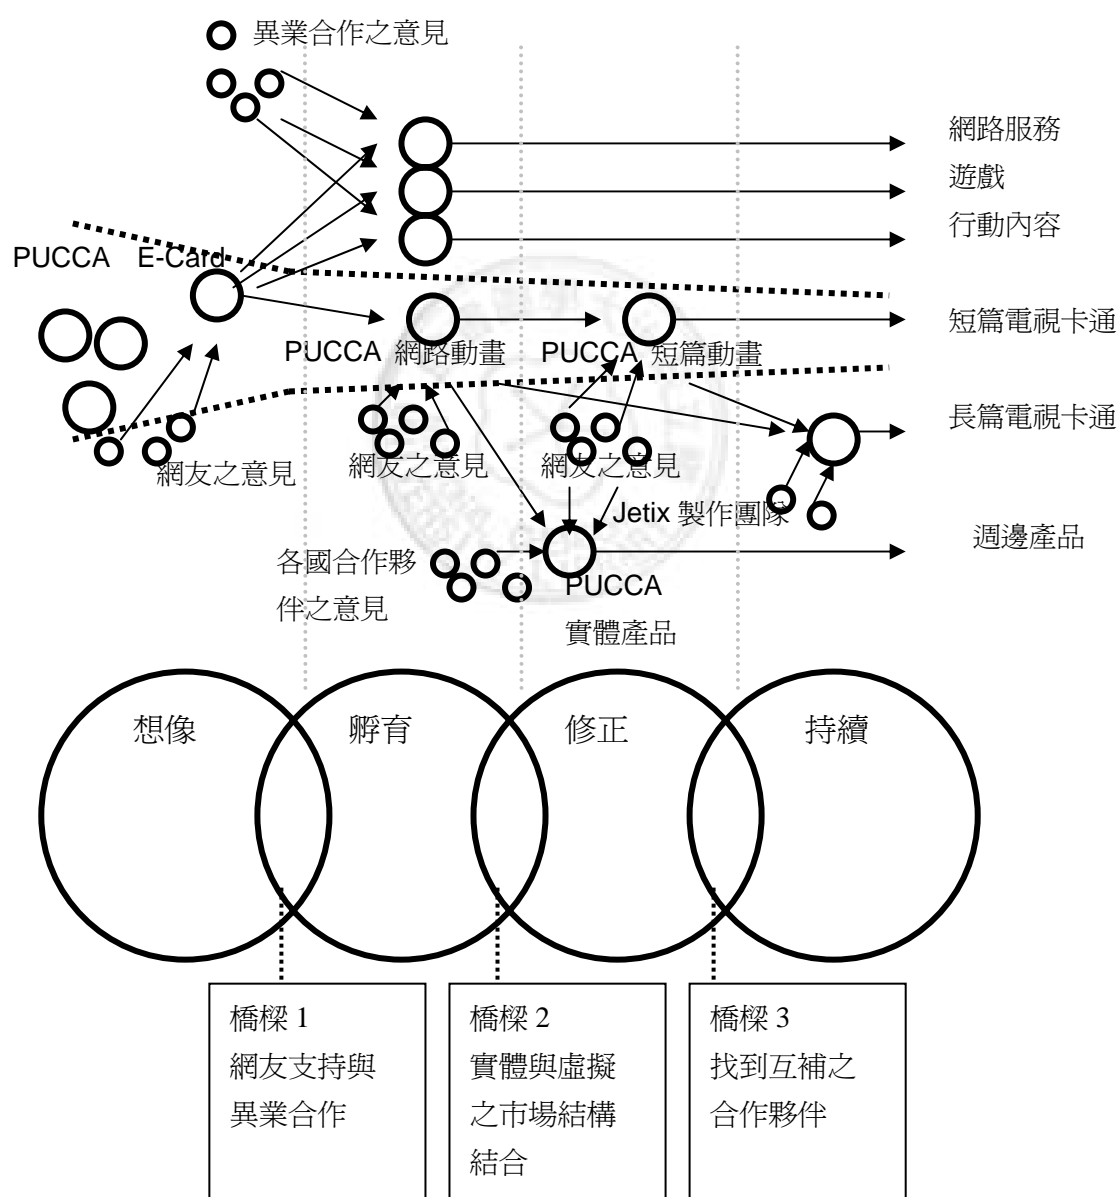 異業合作之意見
網路服務
遊戲
行動內容
PUCCA E-Card
短篇電視卡通
PUCCA 網路動畫
PUCCA 短篇動畫
長篇電視卡通
網友之意見
網友之意見
網友之意見
Jetix 製作團隊
週邊產品
各國合作夥
伴之意見
PUCCA
實體產品
想像
孵育
修正
持續
橋樑 1
網友支持與
異業合作
橋樑 2
實體與虛擬
之市場結構
結合
橋樑 3
找到互補之
合作夥伴